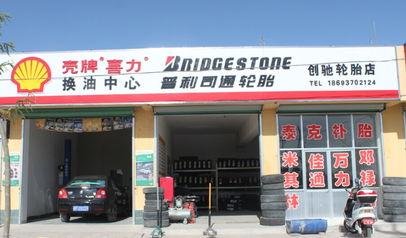 壳牌"喜力"
换油中心
BRIDGESTONE
普利司通轮胎
创驰轮胎店
TEL 18693702124
泰克补胎
米佳万邓
其通力禄
林